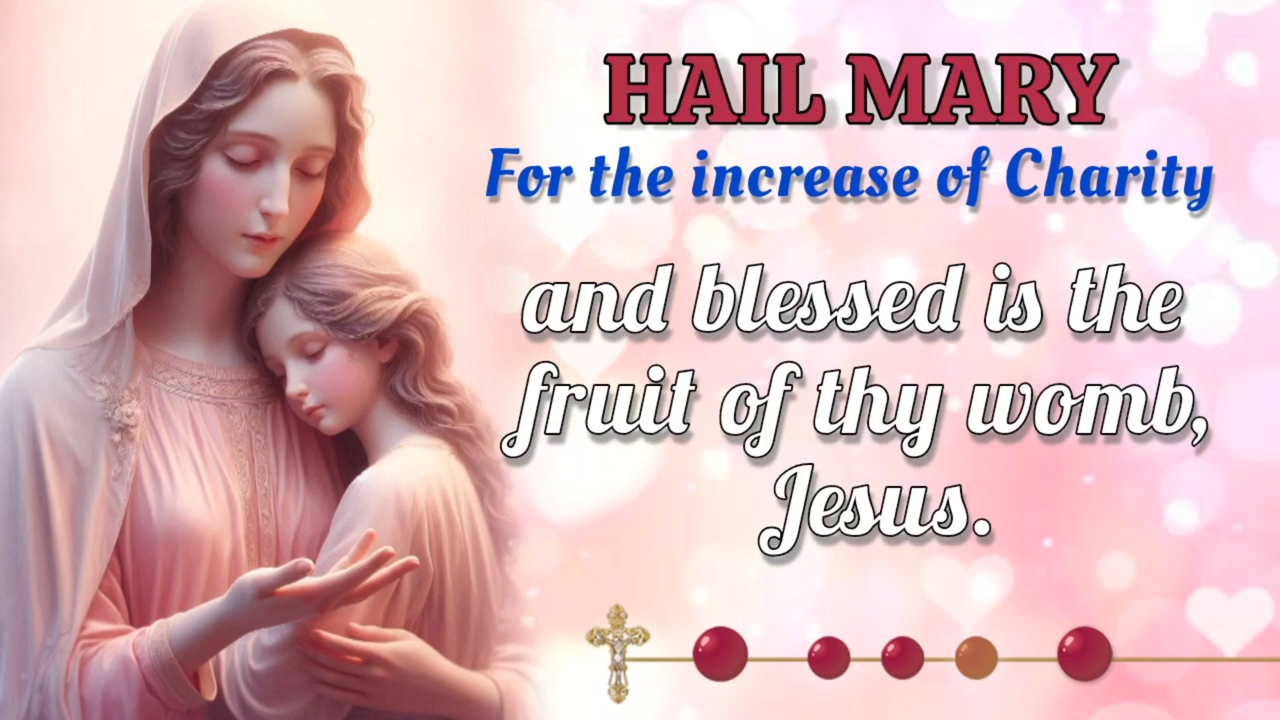 HAIL MARY
For the increase of Charity
and blessed is the
fruit of thy womb,
Jesus.